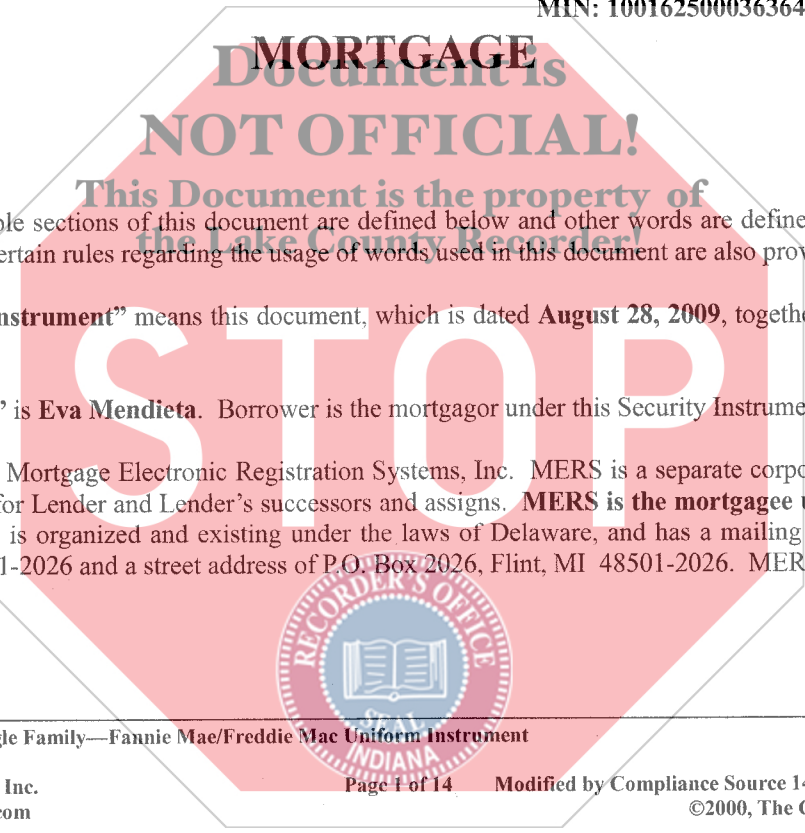 MIN: 100162500036364
MORTGAGE
Document is
NOT OFFICIAL!
This Document is the property of
the Lake County Recorder!
ble sections of this document are defined below and other words are define
ertain rules regarding the usage of words used in this document are also prov
nstrument” means this document, which is dated August 28, 2009, togethe
” is Eva Mendieta. Borrower is the mortgagor under this Security Instrume
Mortgage Electronic Registration Systems, Inc. MERS is a separate corpo
for Lender and Lender’s successors and assigns. MERS is the mortgagee u
is organized and existing under the laws of Delaware, and has a mailing
1-2026 and a street address of P.O. Box 2026, Flint, MI 48501-2026. MER
STOP
RECORDER'S OFFICE
SEAL
INDIANA
gle Family—Fannie Mae/Freddie Mac Uniform Instrument
Inc.
Page 1 of 14
Modified by Compliance Source 14
com
©2000, The C